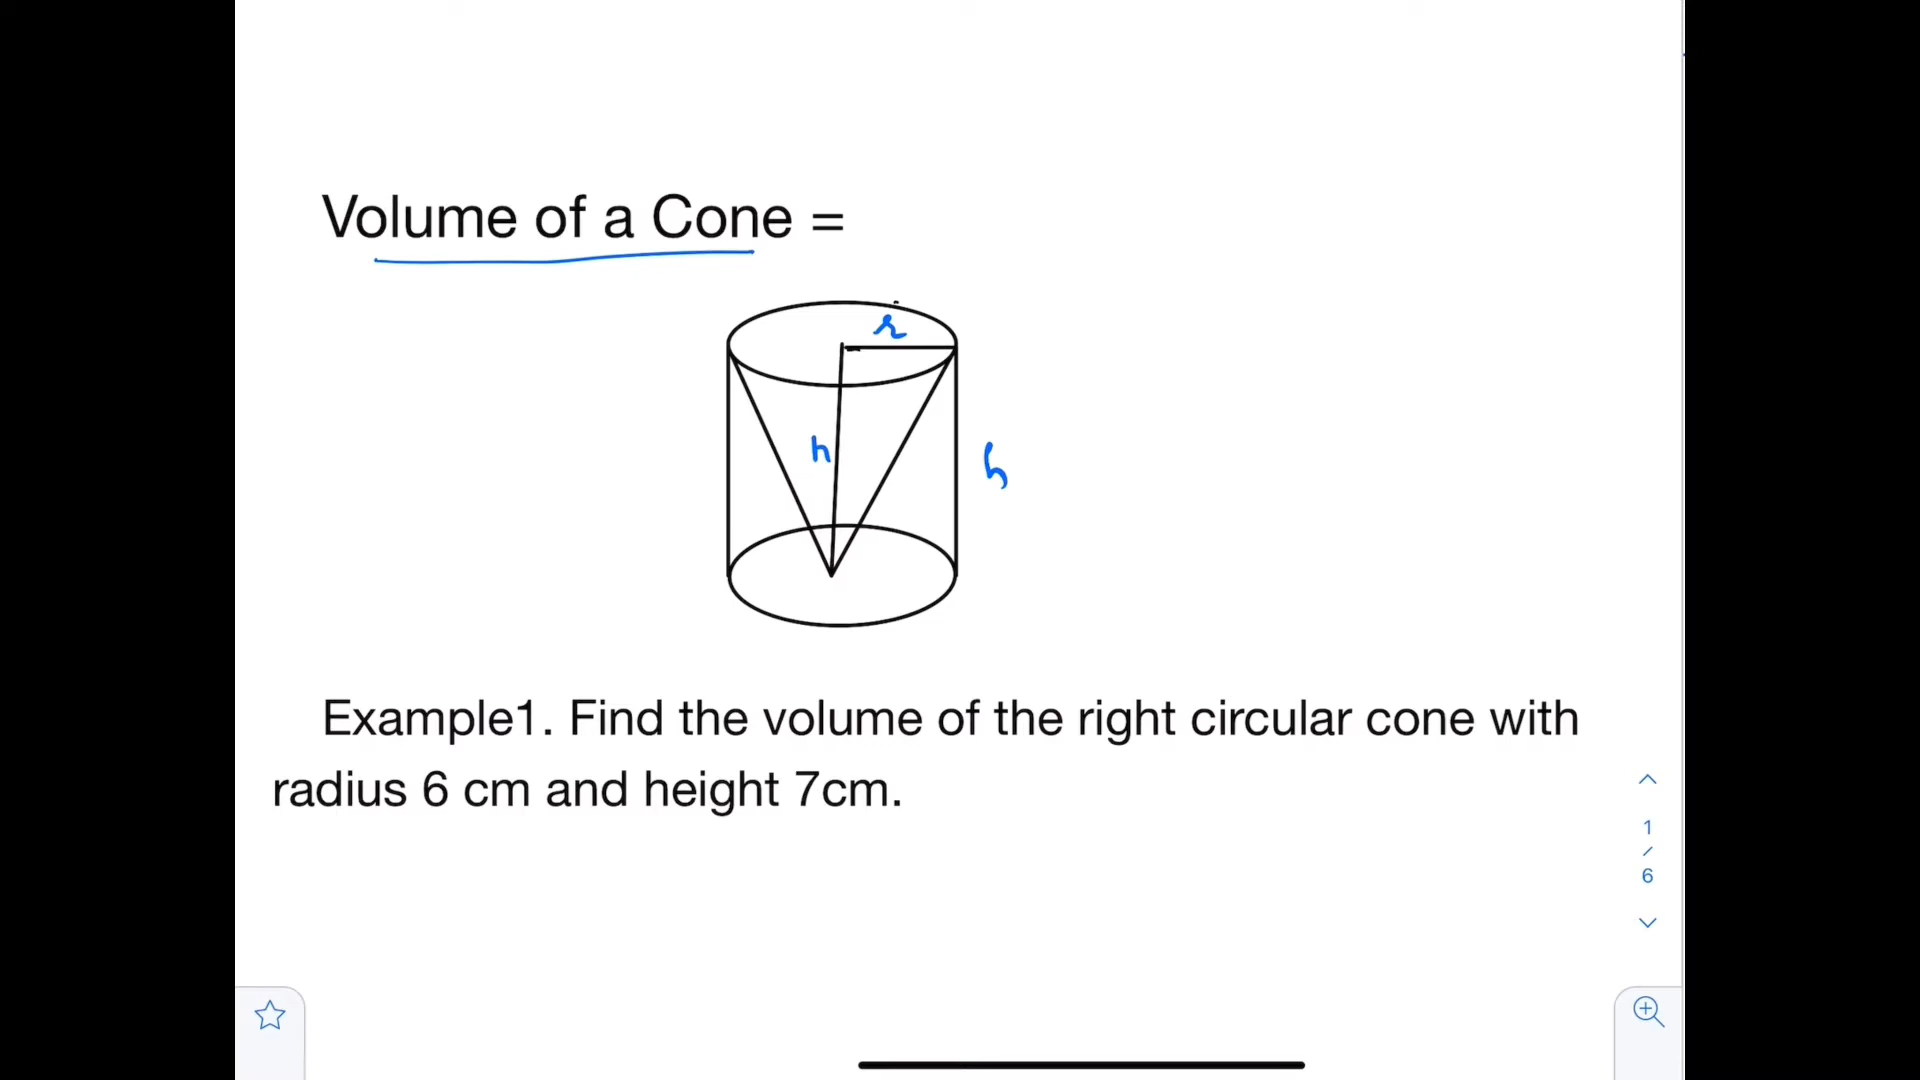 Volume of a Cone =
r
h
h
Example1. Find the volume of the right circular cone with
radius 6 cm and height 7cm.
1
/
6